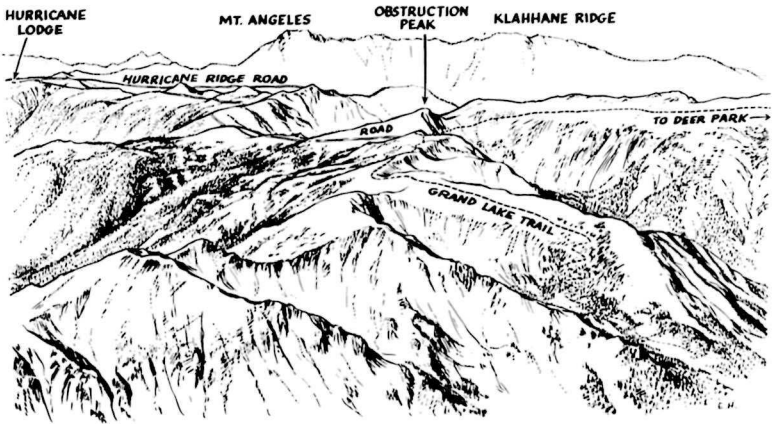 HURRICANE
LODGE
MT. ANGELES
OBSTRUCTION
PEAK
KLAHHANE RIDGE
HURRICANE RIDGE ROAD
ROAD
TO DEER PARK
GRAND LAKE TRAIL
E.H.